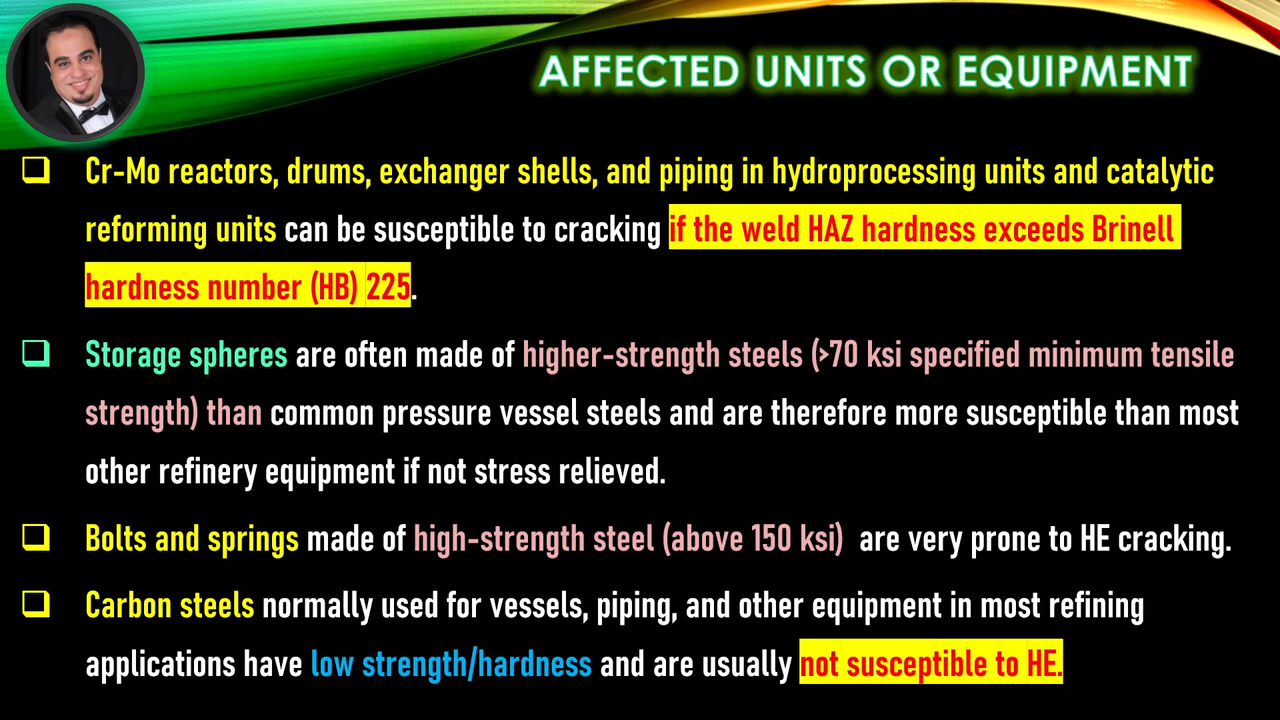 AFFECTED UNITS OR EQUIPMENT
Cr-Mo reactors, drums, exchanger shells, and piping in hydroprocessing units and catalytic
reforming units can be susceptible to cracking if the weld HAZ hardness exceeds Brinell
hardness number (HB) 225.
Storage spheres are often made of higher-strength steels (>70 ksi specified minimum tensile
strength) than common pressure vessel steels and are therefore more susceptible than most
other refinery equipment if not stress relieved.
Bolts and springs made of high-strength steel (above 150 ksi)  are very prone to HE cracking.
Carbon steels normally used for vessels, piping, and other equipment in most refining
applications have low strength/hardness and are usually not susceptible to HE.